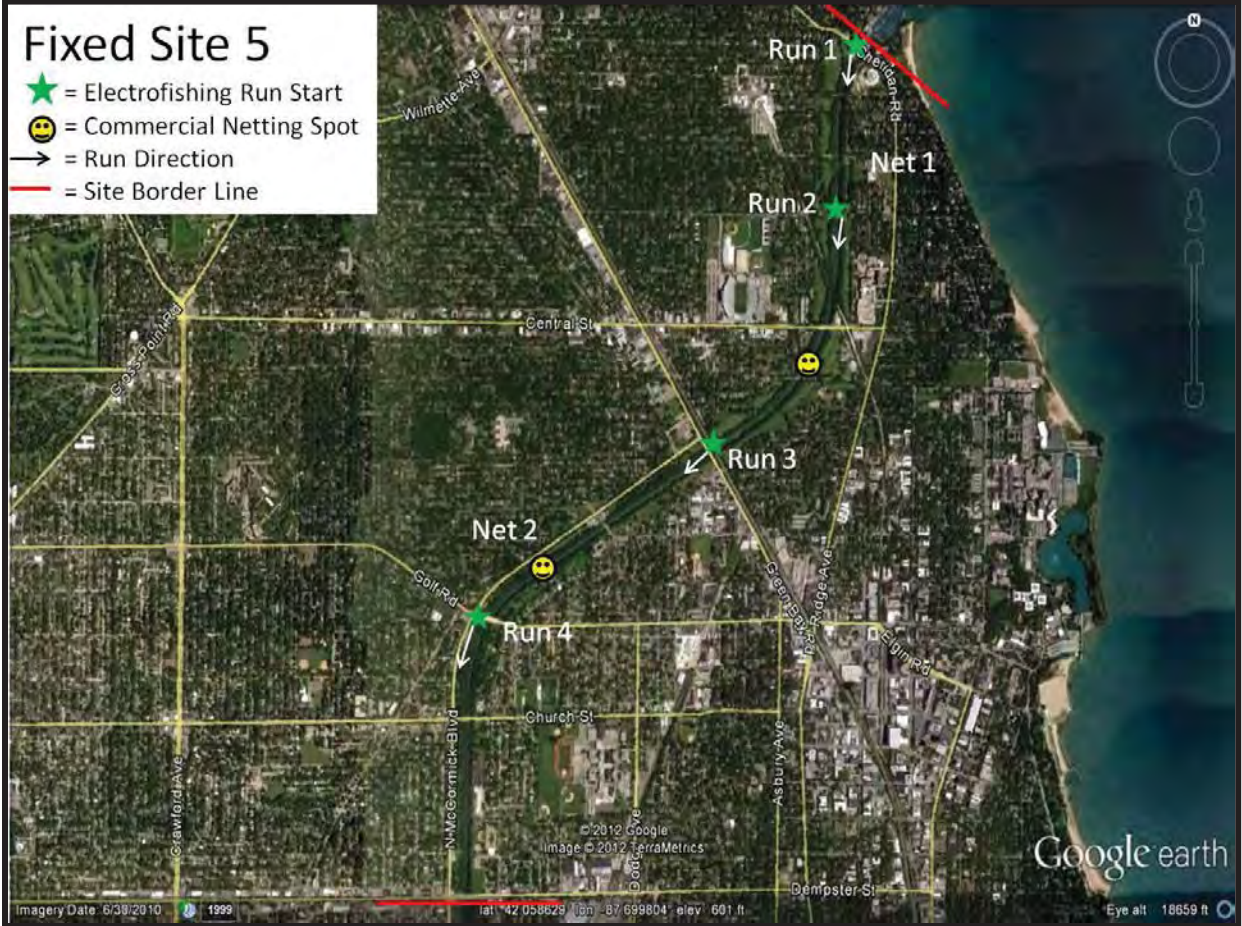 Fixed Site 5
= Electrofishing Run Start
= Commercial Netting Spot
= Run Direction
= Site Border Line
N
Run 1
Sheridan Rd
Wilmette Ave
Net 1
Run 2
Gross Point Rd
Central St
Run 3
Net 2
Golf Rd
Run 4
Green Bay Rd
Ridge Ave
Elgin Rd
Church St
N McCormick Blvd
Asbury Ave
Crawford Ave
© 2012 Google
Image © 2012 TerraMetrics
Google earth
Dempster St
Imagery Date: 6/30/2010
1999
lat 42.058629 lon -87.699804 elev 601 ft
Eye alt 18659 ft